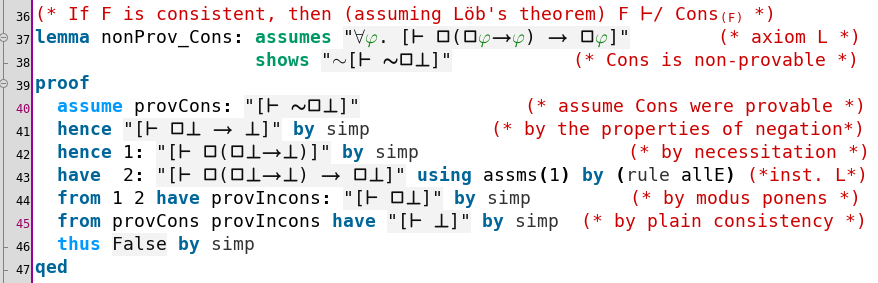 36 (* If F is consistent, then (assuming Löb's theorem) F ⊬ Cons₍F₎ *)
37 lemma nonProv_Cons: assumes "∀φ. [⊢ □(□φ→φ) → □φ]" (* axiom L *)
38 shows "~[⊢ ~□⊥]" (* Cons is non-provable *)
39 proof
40 assume provCons: "[⊢ ~□⊥]" (* assume Cons were provable *)
41 hence "[⊢ □⊥ → ⊥]" by simp (* by the properties of negation*)
42 hence 1: "[⊢ □(□⊥→⊥)]" by simp (* by necessitation *)
43 have 2: "[⊢ □(□⊥→⊥) → □⊥]" using assms(1) by (rule allE) (*inst. L*)
44 from 1 2 have provIncons: "[⊢ □⊥]" by simp (* by modus ponens *)
45 from provCons provIncons have "[⊢ ⊥]" by simp (* by plain consistency *)
46 thus False by simp
47 qed